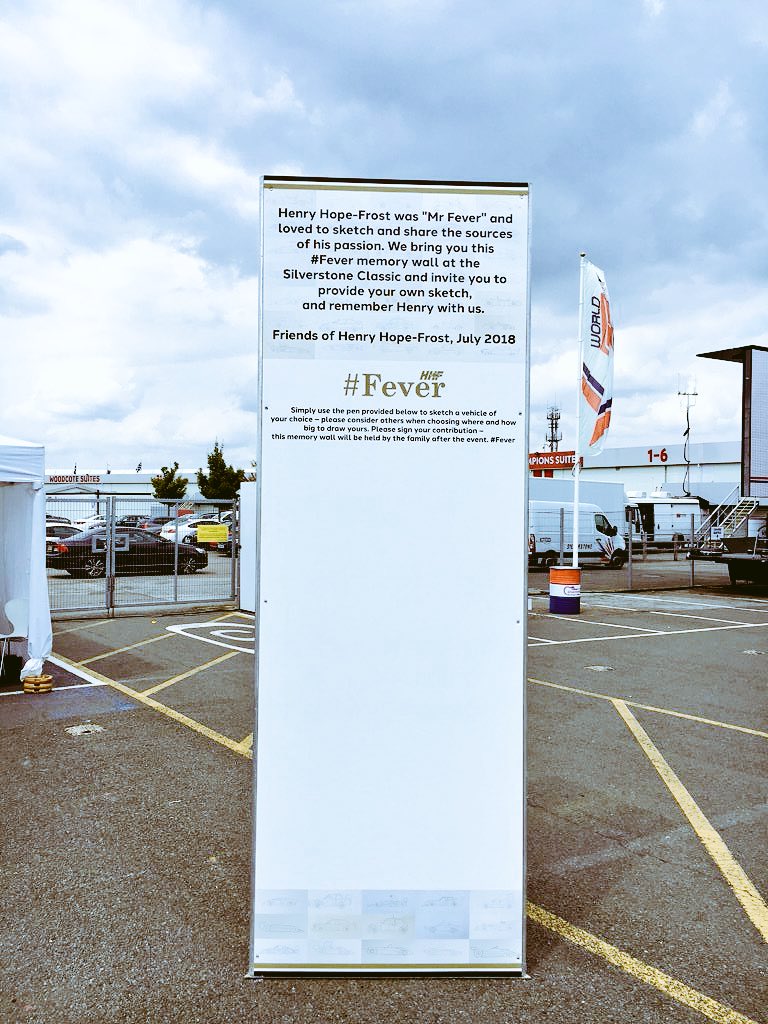 Henry Hope-Frost was "Mr Fever" and
loved to sketch and share the sources
of his passion. We bring you this
#Fever memory wall at the
Silverstone Classic and invite you to
provide your own sketch,
and remember Henry with us.
Friends of Henry Hope-Frost, July 2018
HHF
#Fever
Simply use the pen provided below to sketch a vehicle of
your choice – please consider others when choosing where and how
big to draw yours. Please sign your contribution –
this memory wall will be held by the family after the event. #Fever
WORLD
1-6
MPIONS SUITE
WOODCOTE SUITES